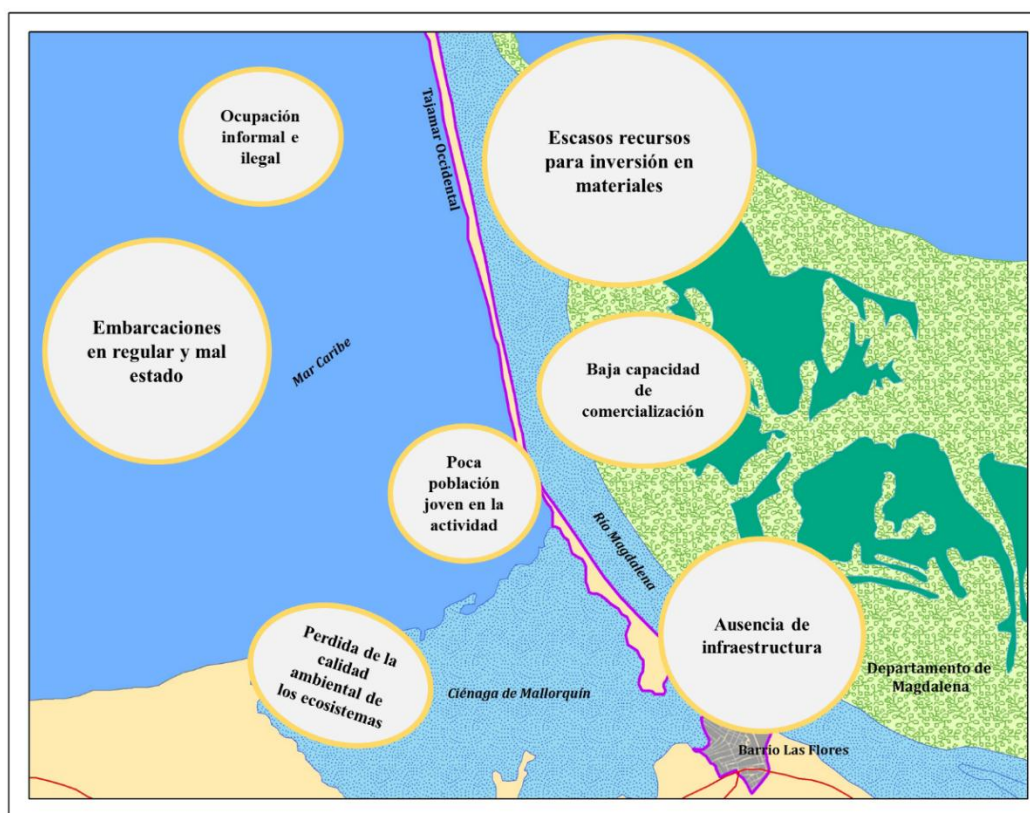 Ocupación
informal e
ilegal
Tajamar Occidental
Escasos recursos
para inversión en
materiales
Embarcaciones
en regular y mal
estado
Mar Caribe
Baja capacidad
de
comercialización
Poca
población
joven en la
actividad
Río Magdalena
Perdida de la
calidad
ambiental de
los ecosistemas
Ciénaga de Mallorquín
Ausencia de
infraestructura
Departamento de
Magdalena
Barrio Las Flores